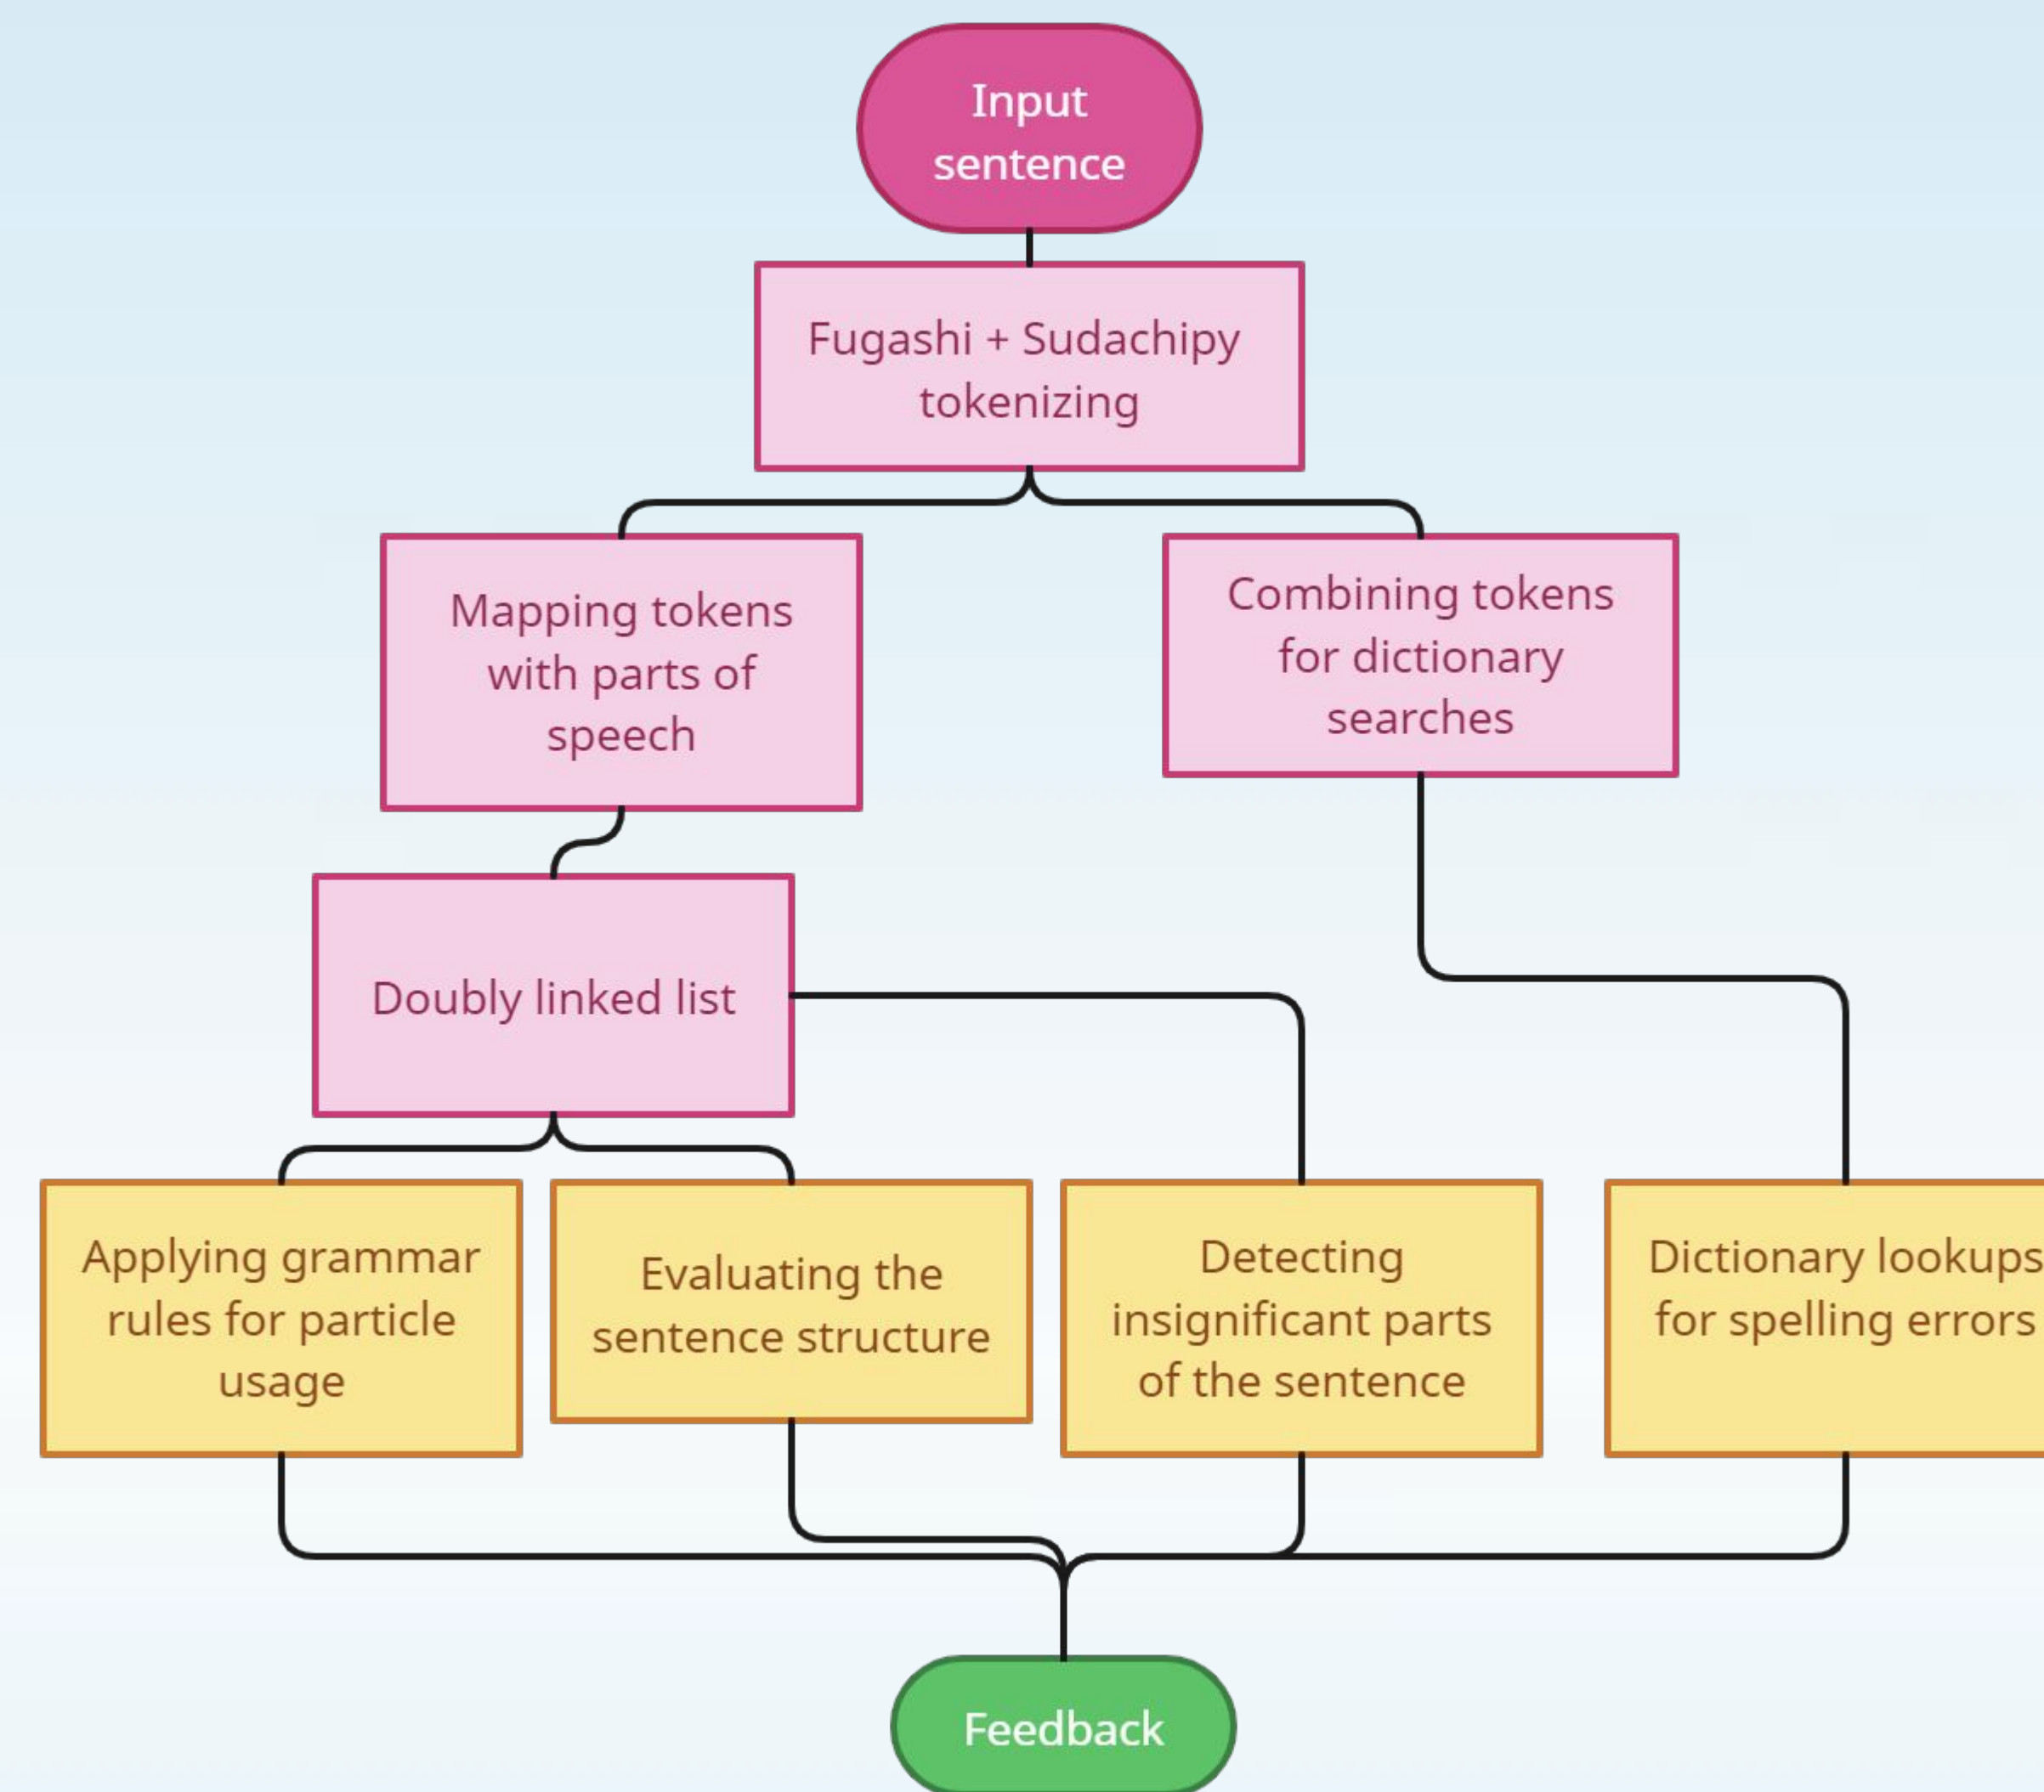 Input
sentence
Fugashi + Sudachipy
tokenizing
Mapping tokens
with parts of
speech
Combining tokens
for dictionary
searches
Doubly linked list
Applying grammar
rules for particle
usage
Evaluating the
sentence structure
Detecting
insignificant parts
of the sentence
Dictionary lookups
for spelling errors
Feedback